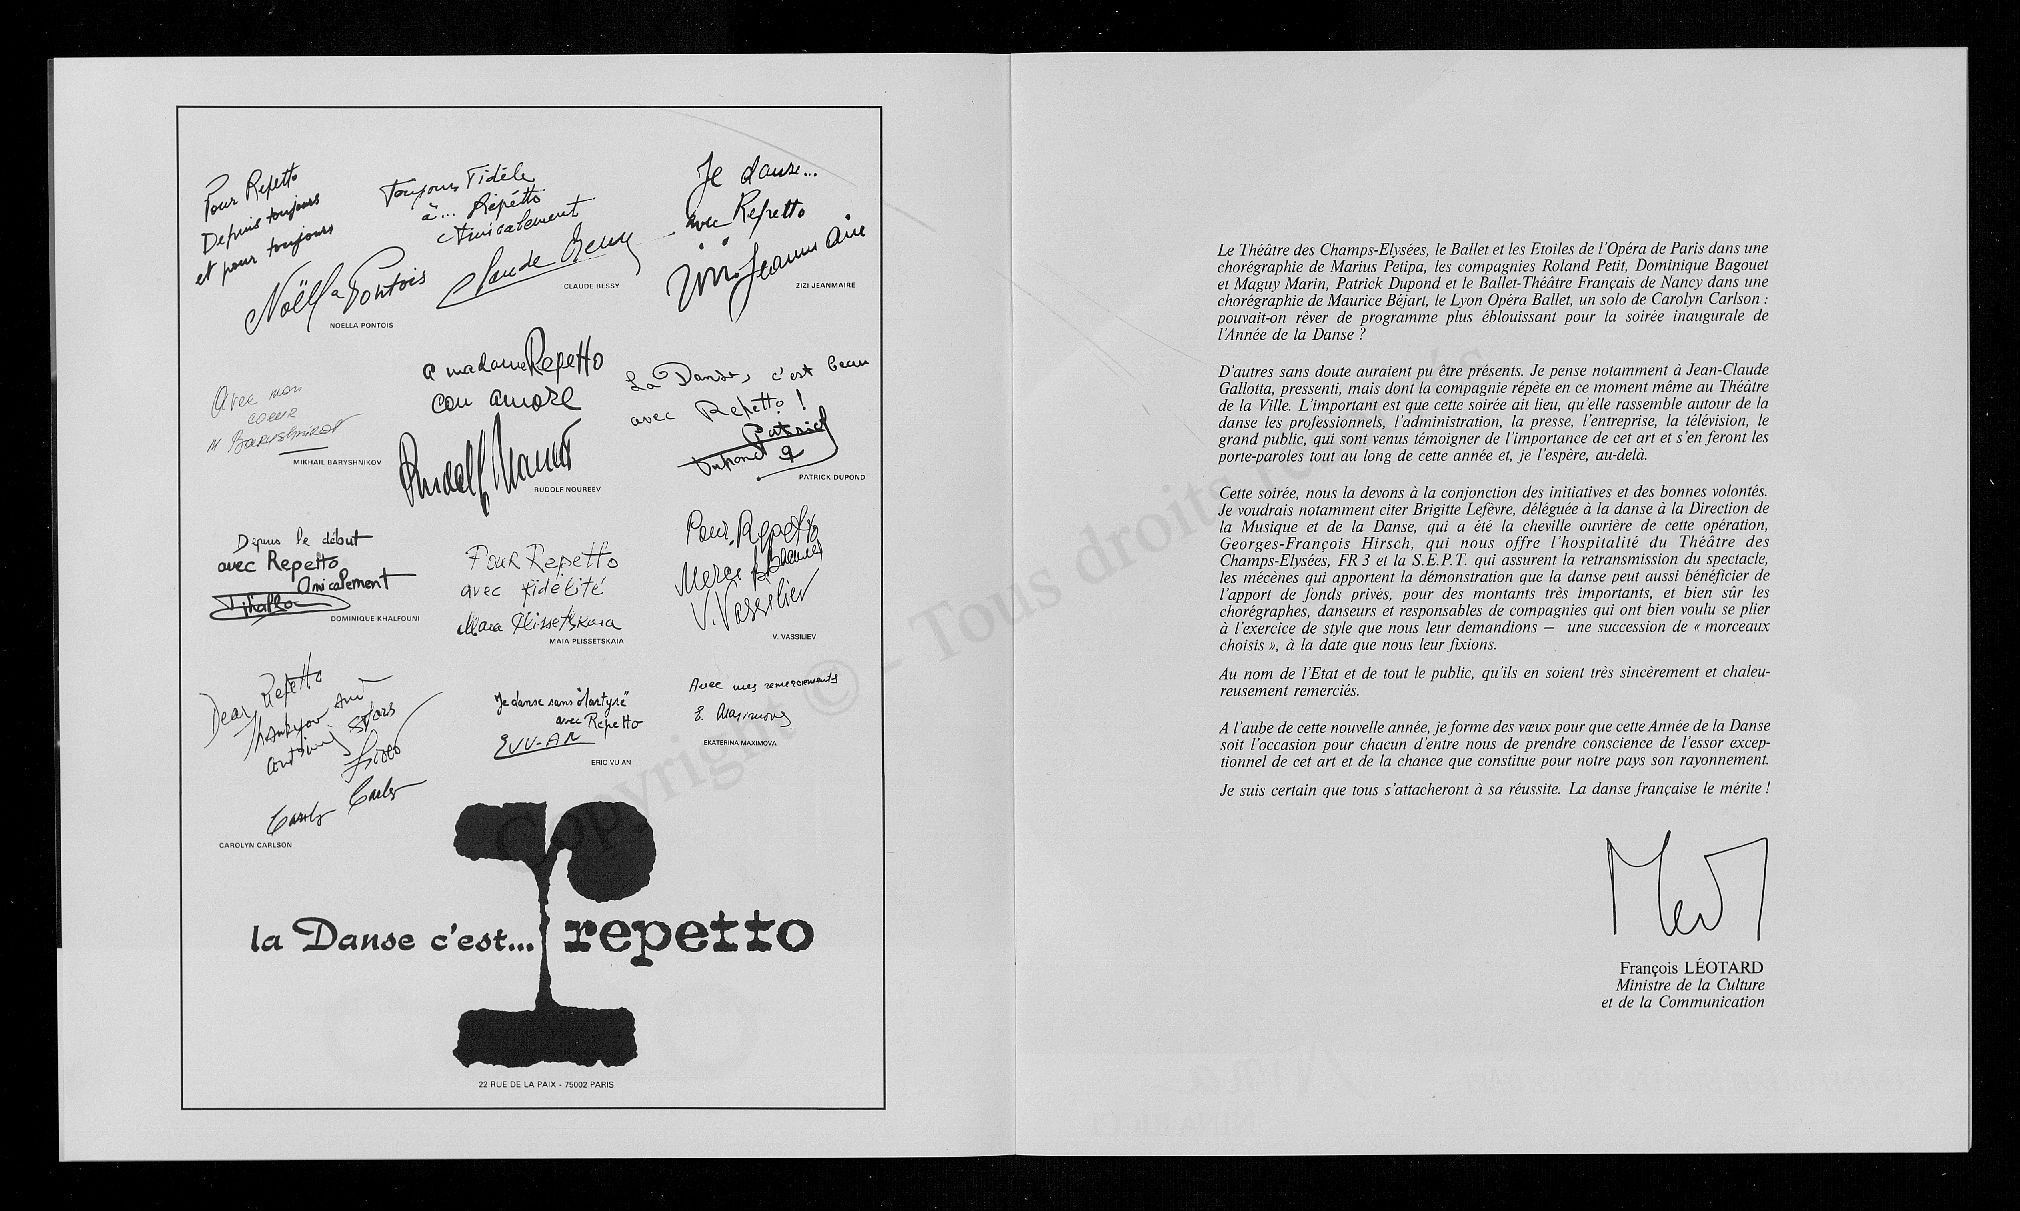 Pour Repetto
Depuis toujours
et pour toujours
Noëlla Pontois
NOELLA PONTOIS
Toujours Fidèle
à... Répétto
Amicalement
Claude Bessy
CLAUDE BESSY
Je danse...
avec Repetto
Zizi Jeanmaire
ZIZI JEANMAIRE
Avec mon
coeur
M Baryshnikov
MIKHAIL BARYSHNIKOV
A madame Repetto
con amore
Rudolf Noureev
RUDOLF NOUREEV
La Danse, c'est beau
avec Repetto !
Patrick
Dupond
PATRICK DUPOND
Depuis le début
avec Repetto
Amicalement
DOMINIQUE KHALFOUNI
Pour Repetto
avec fidélité
Maia Plissetskaia
MAIA PLISSETSKAIA
Pour Repetto
Merci
V. Vassiliev
V. VASSILIEV
Dear Repetto
Thankyou and
stars
Carolyn Carlson
CAROLYN CARLSON
Je danse sans "Martyre"
avec Repetto
Eric VU-AN
ERIC VU AN
Avec mes remerciements
E. Maximova
EKATERINA MAXIMOVA
la Danse c'est... repetto
22 RUE DE LA PAIX - 75002 PARIS
Le Théâtre des Champs-Elysées, le Ballet et les Etoiles de l'Opéra de Paris dans une
chorégraphie de Marius Petipa, les compagnies Roland Petit, Dominique Bagouet
et Maguy Marin, Patrick Dupond et le Ballet-Théâtre Français de Nancy dans une
chorégraphie de Maurice Béjart, le Lyon Opéra Ballet, un solo de Carolyn Carlson :
pouvait-on rêver de programme plus éblouissant pour la soirée inaugurale de
l'Année de la Danse ?
D'autres sans doute auraient pu être présents. Je pense notamment à Jean-Claude
Gallotta, pressenti, mais dont la compagnie répète en ce moment même au Théâtre
de la Ville. L'important est que cette soirée ait lieu, qu'elle rassemble autour de la
danse les professionnels, l'administration, la presse, l'entreprise, la télévision, le
grand public, qui sont venus témoigner de l'importance de cet art et s'en feront les
porte-paroles tout au long de cette année et, je l'espère, au-delà.
Cette soirée, nous la devons à la conjonction des initiatives et des bonnes volontés.
Je voudrais notamment citer Brigitte Lefèvre, déléguée à la danse à la Direction de
la Musique et de la Danse, qui a été la cheville ouvrière de cette opération,
Georges-François Hirsch, qui nous offre l'hospitalité du Théâtre des
Champs-Elysées, FR 3 et la S.E.P.T. qui assurent la retransmission du spectacle,
les mécènes qui apportent la démonstration que la danse peut aussi bénéficier de
l'apport de fonds privés, pour des montants très importants, et bien sûr les
chorégraphes, danseurs et responsables de compagnies qui ont bien voulu se plier
à l'exercice de style que nous leur demandions — une succession de « morceaux
choisis », à la date que nous leur fixions.
Au nom de l'Etat et de tout le public, qu'ils en soient très sincèrement et chaleu-
reusement remerciés.
A l'aube de cette nouvelle année, je forme des vœux pour que cette Année de la Danse
soit l'occasion pour chacun d'entre nous de prendre conscience de l'essor excep-
tionnel de cet art et de la chance que constitue pour notre pays son rayonnement.
Je suis certain que tous s'attacheront à sa réussite. La danse française le mérite !
François LÉOTARD
Ministre de la Culture
et de la Communication
Copyright © - Tous droits